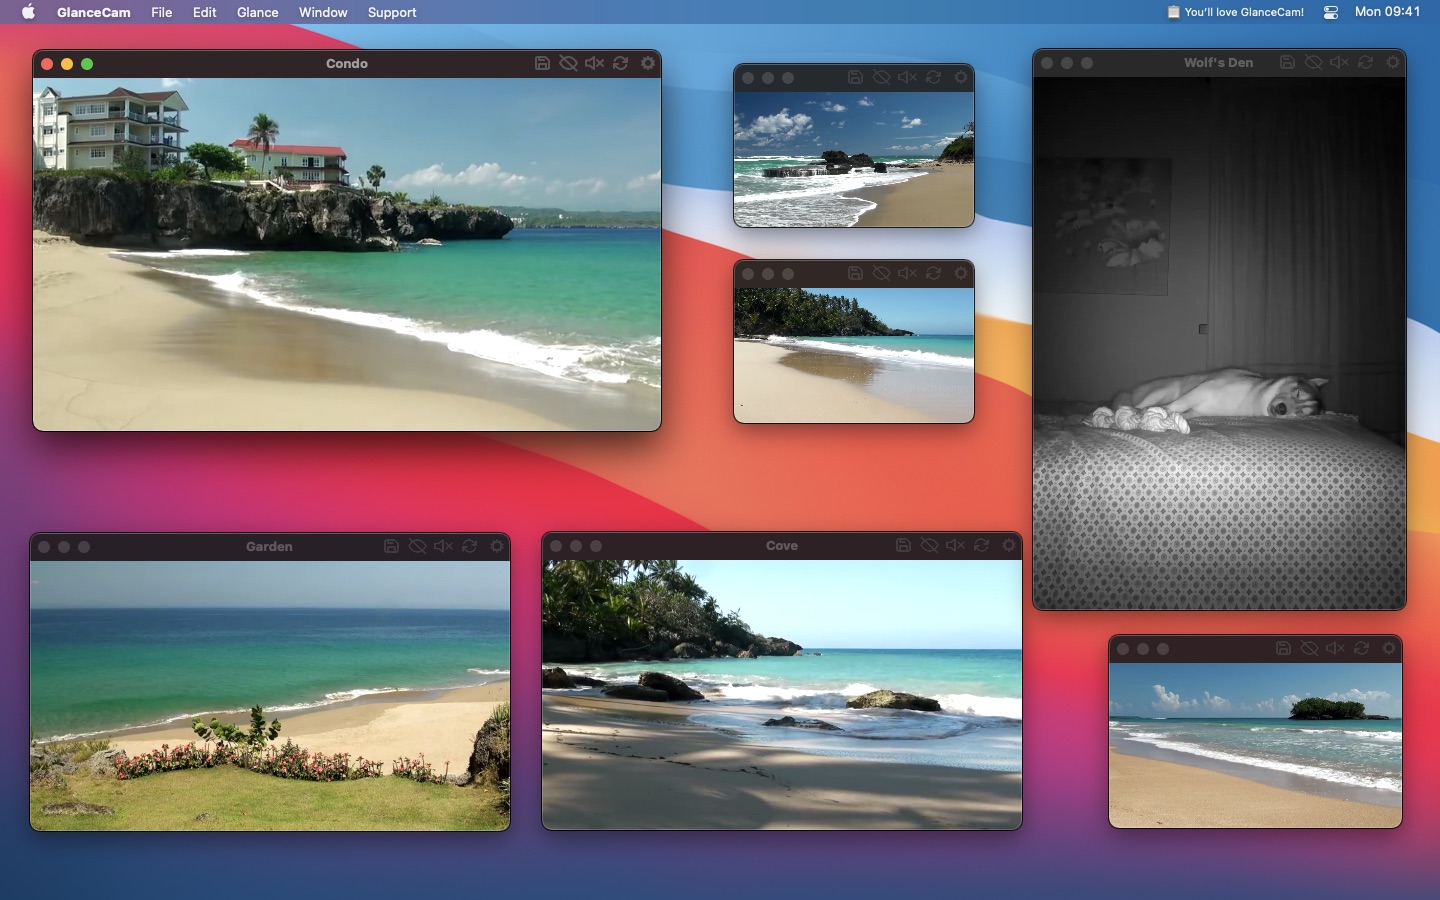 GlanceCam File Edit Glance Window Support You'll love GlanceCam! Mon 09:41
Condo
Wolf's Den
Garden
Cove